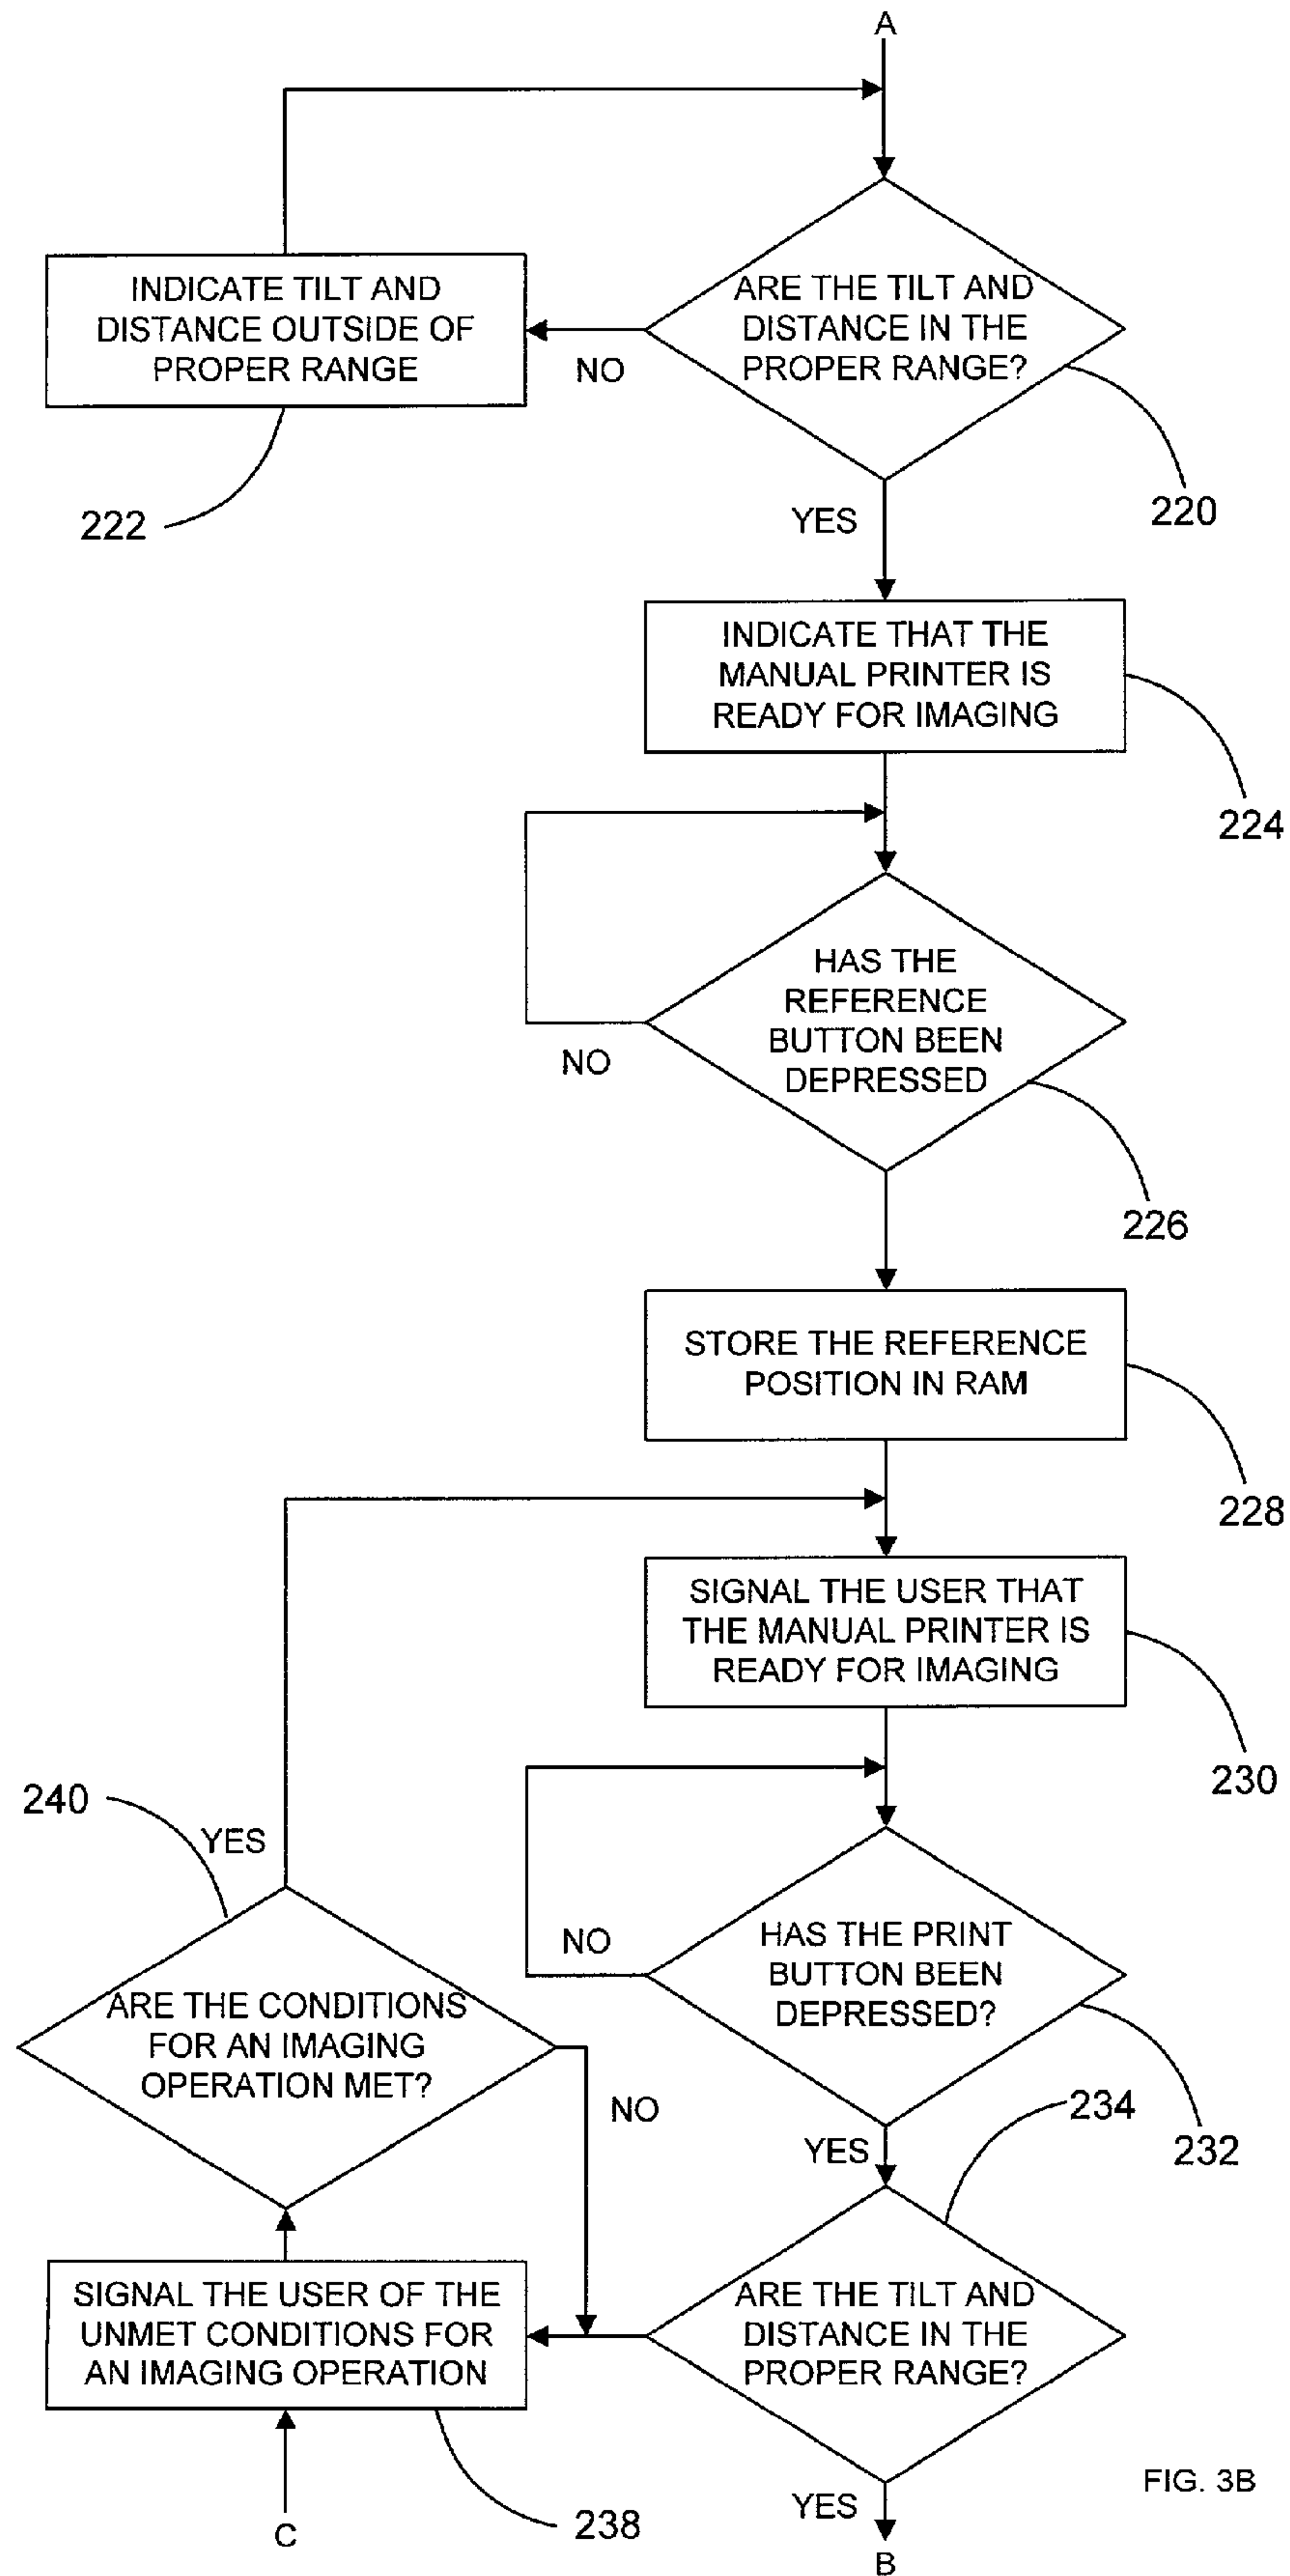 A
INDICATE TILT AND
DISTANCE OUTSIDE OF
PROPER RANGE
ARE THE TILT AND
DISTANCE IN THE
PROPER RANGE?
NO
222
220
YES
INDICATE THAT THE
MANUAL PRINTER IS
READY FOR IMAGING
224
HAS THE
REFERENCE
BUTTON BEEN
DEPRESSED
NO
226
STORE THE REFERENCE
POSITION IN RAM
228
SIGNAL THE USER THAT
THE MANUAL PRINTER IS
READY FOR IMAGING
230
240
YES
HAS THE PRINT
BUTTON BEEN
DEPRESSED?
NO
ARE THE CONDITIONS
FOR AN IMAGING
OPERATION MET?
NO
234
232
YES
SIGNAL THE USER OF THE
UNMET CONDITIONS FOR
AN IMAGING OPERATION
ARE THE TILT AND
DISTANCE IN THE
PROPER RANGE?
FIG. 3B
YES
238
C
B